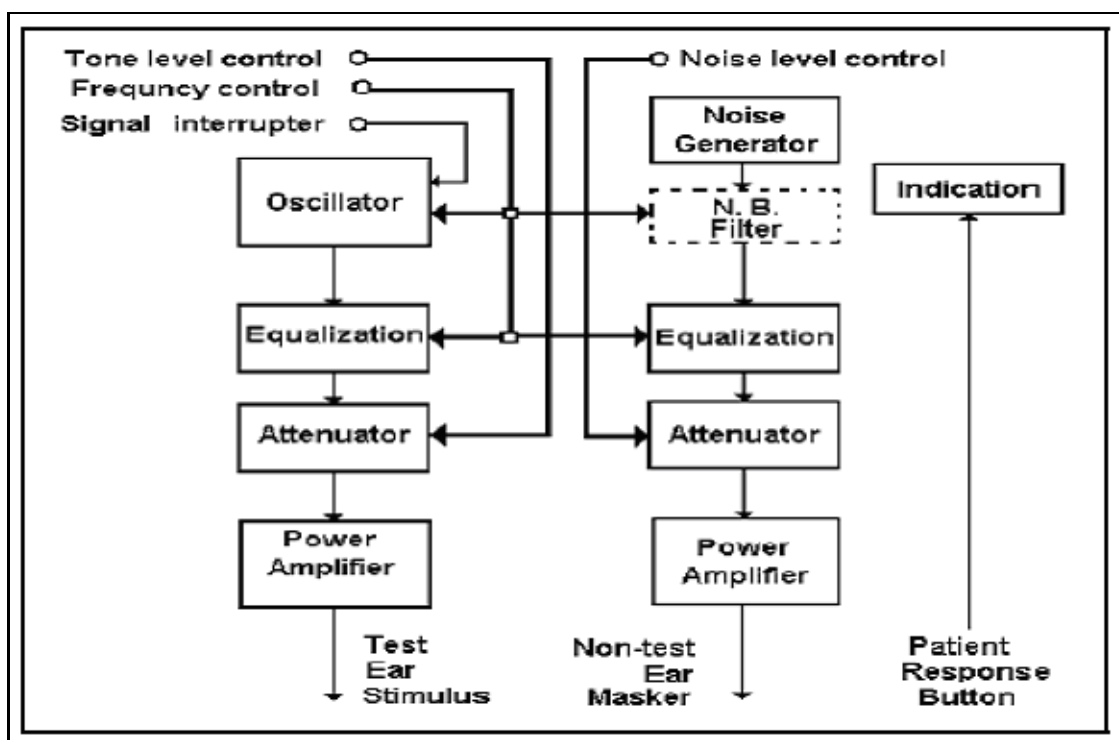 Tone level control
Frequncy control
Signal interrupter
Noise level control
Noise
Generator
Indication
Oscillator
N. B.
Filter
Equalization
Equalization
Attenuator
Attenuator
Power
Amplifier
Power
Amplifier
Test
Ear
Stimulus
Non-test
Ear
Masker
Patient
Response
Button